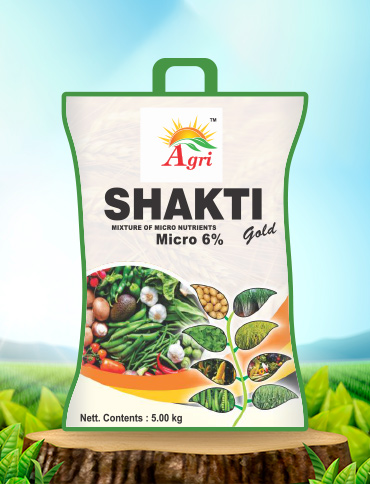 TM
Agri
SHAKTI
MIXTURE OF MICRO NUTRIENTS
Gold
Micro 6%
Nett. Contents : 5.00 kg